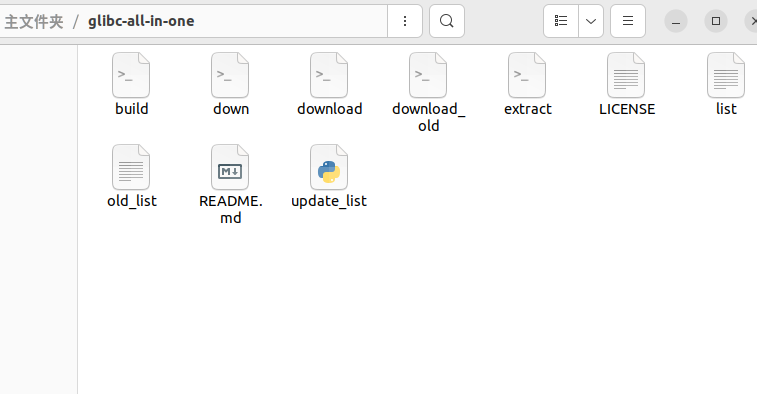 主文件夹 / glibc-all-in-one
build
down
download
download_
old
extract
LICENSE
list
old_list
README.
md
update_list